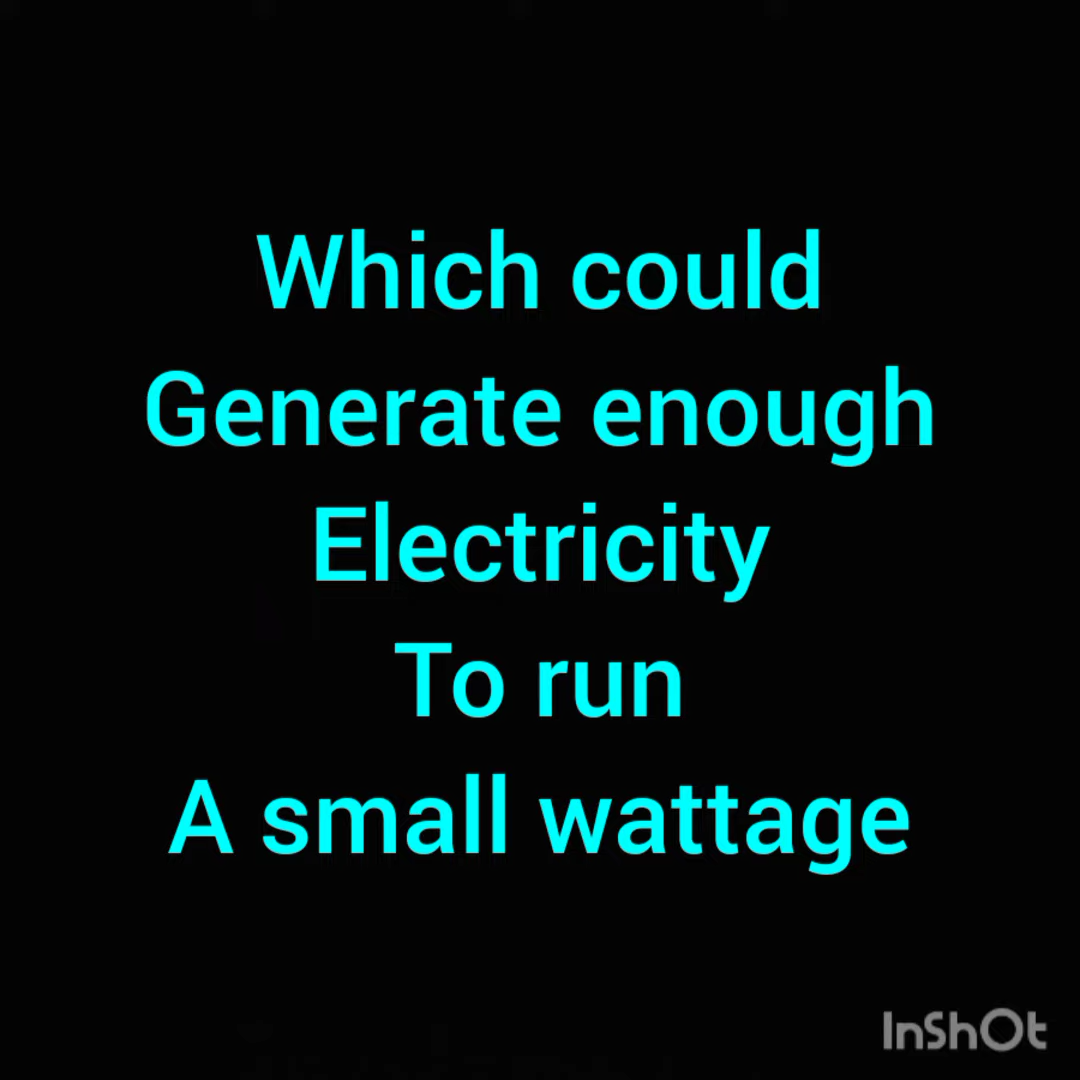 Which could
Generate enough
Electricity
To run
A small wattage
InShOt